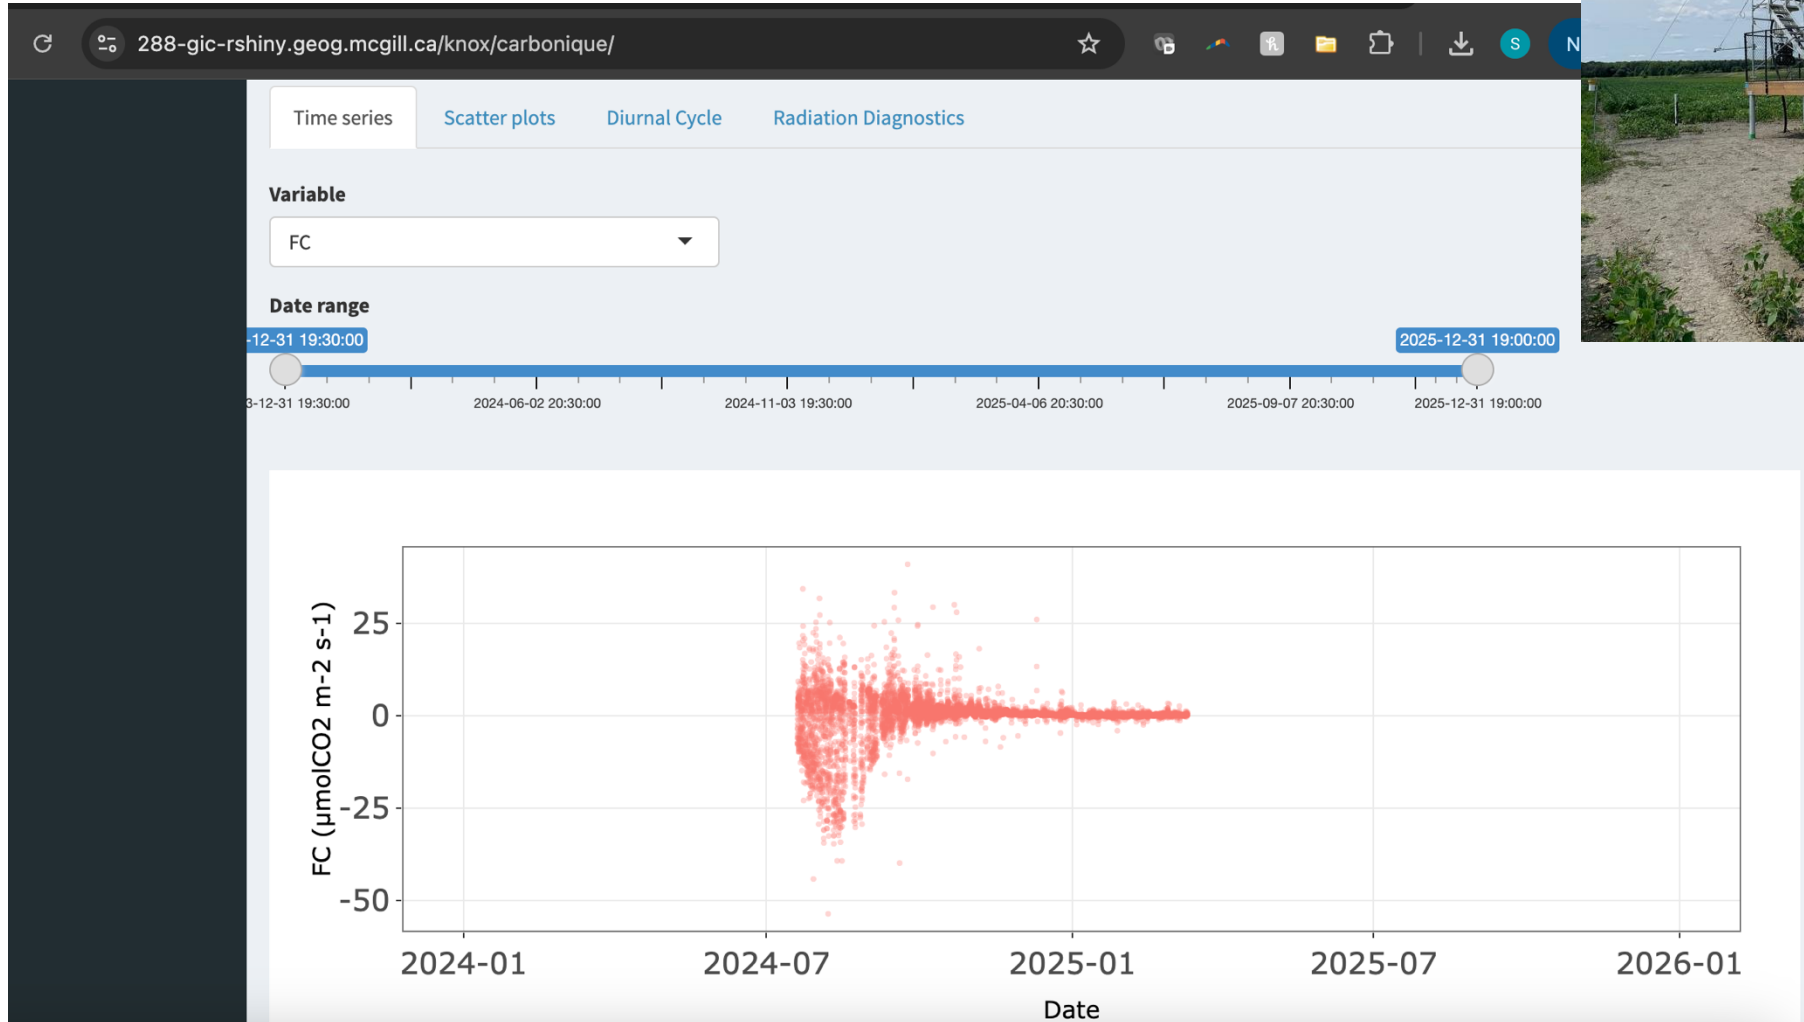 288-gic-rshiny.geog.mcgill.ca/knox/carbonique/
S
N
Time series Scatter plots Diurnal Cycle Radiation Diagnostics
Variable
FC
Date range
-12-31 19:30:00 2025-12-31 19:00:00
3-12-31 19:30:00 2024-06-02 20:30:00 2024-11-03 19:30:00 2025-04-06 20:30:00 2025-09-07 20:30:00 2025-12-31 19:00:00
FC (μmolCO2 m-2 s-1)
25
0
-25
-50
2024-01 2024-07 2025-01 2025-07 2026-01
Date